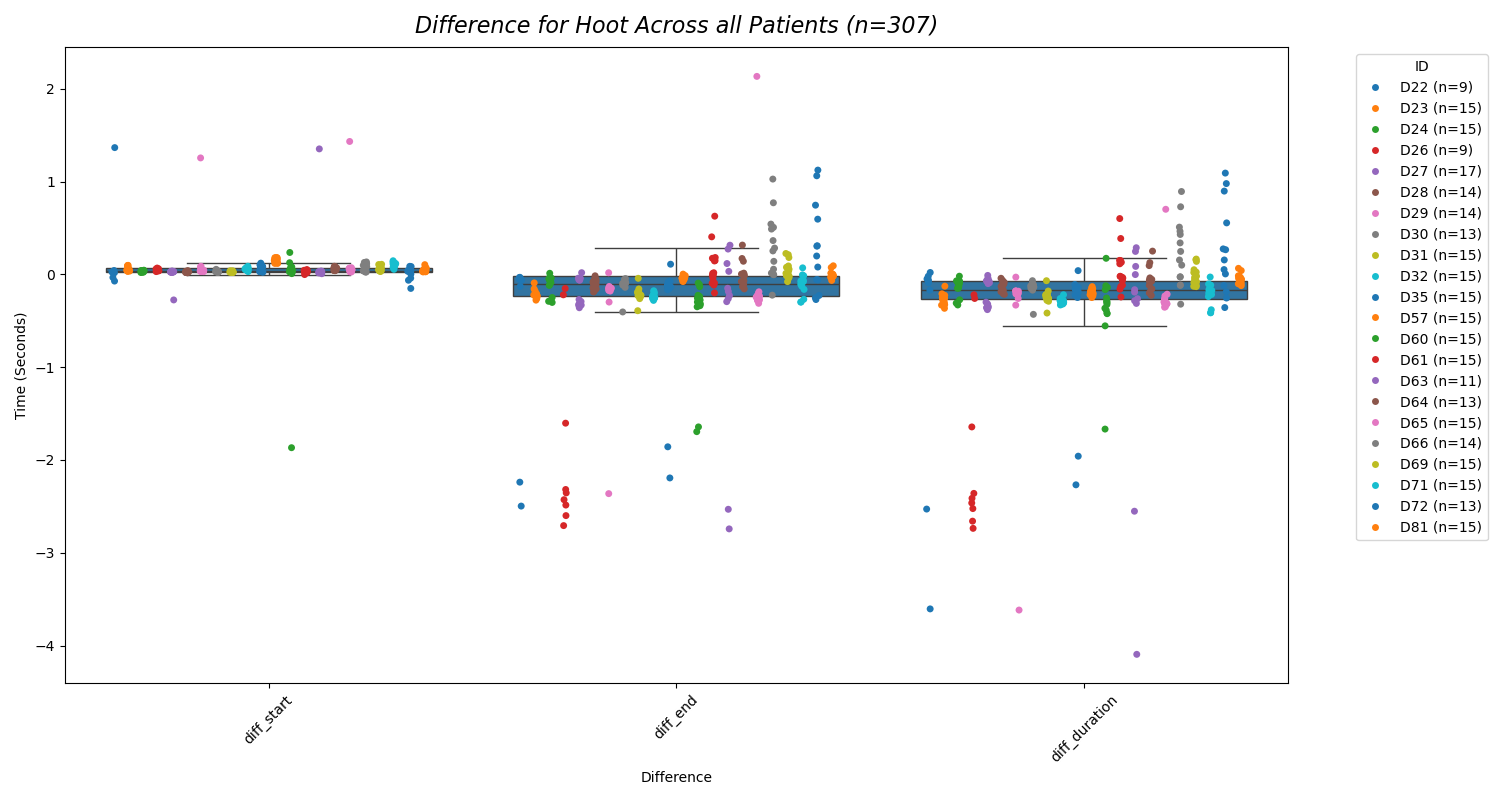 Difference for Hoot Across all Patients (n=307)
Time (Seconds)
2
1
0
−1
−2
−3
−4
diff_start
diff_end
diff_duration
Difference
ID
D22 (n=9)
D23 (n=15)
D24 (n=15)
D26 (n=9)
D27 (n=17)
D28 (n=14)
D29 (n=14)
D30 (n=13)
D31 (n=15)
D32 (n=15)
D35 (n=15)
D57 (n=15)
D60 (n=15)
D61 (n=15)
D63 (n=11)
D64 (n=13)
D65 (n=15)
D66 (n=14)
D69 (n=15)
D71 (n=15)
D72 (n=13)
D81 (n=15)